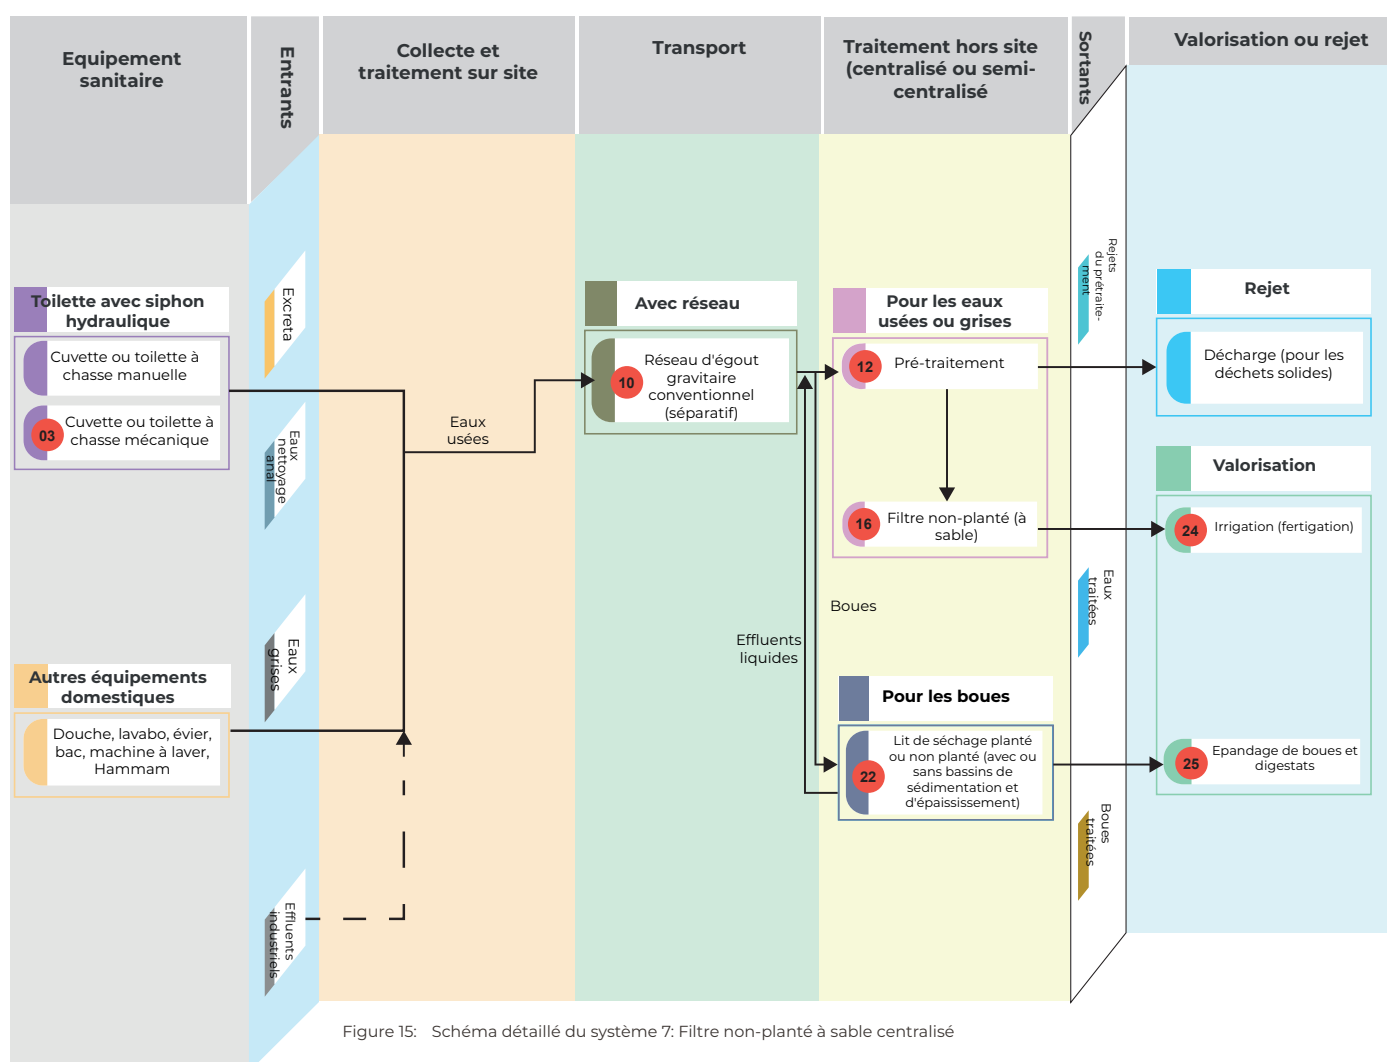 Equipement
sanitaire
Entrants
Collecte et
traitement sur site
Transport
Traitement hors site
(centralisé ou semi-
centralisé
Sortants
Valorisation ou rejet
Toilette avec siphon
hydraulique
Cuvette ou toilette à
chasse manuelle
03
Cuvette ou toilette à
chasse mécanique
Autres équipements
domestiques
Douche, lavabo, évier,
bac, machine à laver,
Hammam
Excreta
Eaux
nettoyage
anal
Eaux
grises
Effluents
industriels
Eaux
usées
Avec réseau
10
Réseau d'égout
gravitaire
conventionnel
(séparatif)
Effluents
liquides
Boues
Pour les eaux
usées ou grises
12
Pré-traitement
16
Filtre non-planté (à
sable)
Pour les boues
22
Lit de séchage planté
ou non planté (avec ou
sans bassins de
sédimentation et
d'épaississement)
Rejets
du prétraite-
ment
Eaux
traitées
Boues
traitées
Rejet
Décharge (pour les
déchets solides)
Valorisation
24
Irrigation (fertigation)
25
Epandage de boues et
digestats
Figure 15: Schéma détaillé du système 7: Filtre non-planté à sable centralisé